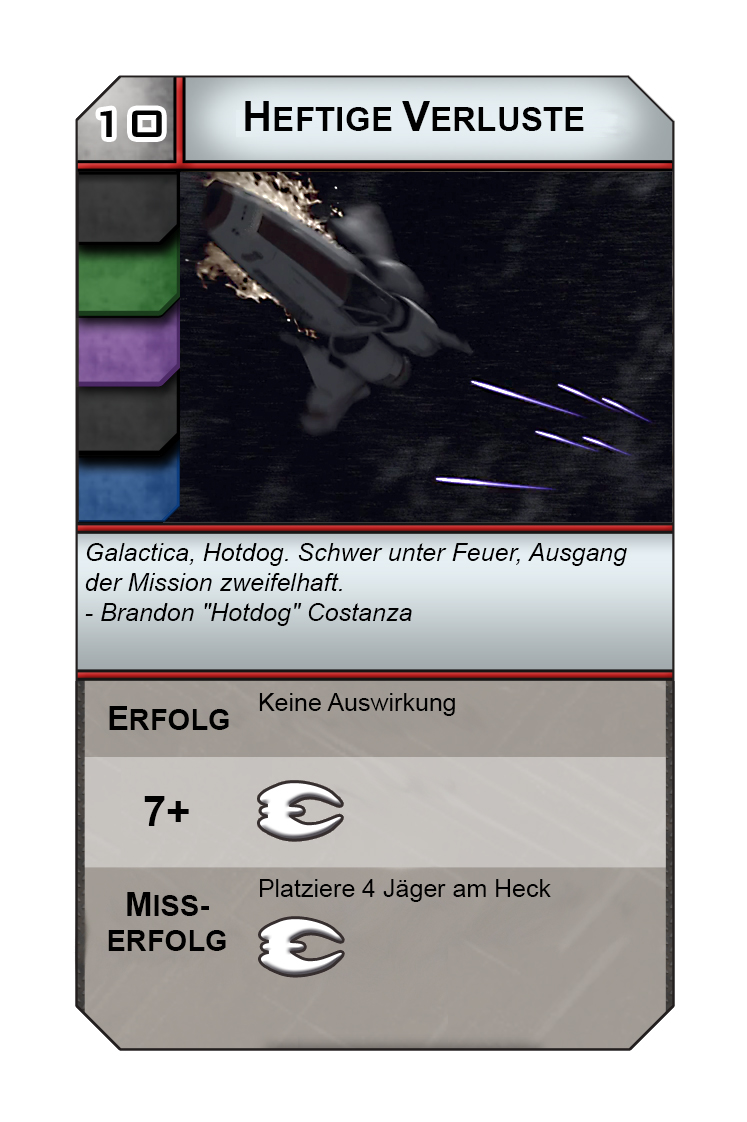 10
HEFTIGE VERLUSTE
Galactica, Hotdog. Schwer unter Feuer, Ausgang
der Mission zweifelhaft.
- Brandon "Hotdog" Costanza
ERFOLG
Keine Auswirkung
7+
MISS-
ERFOLG
Platziere 4 Jäger am Heck